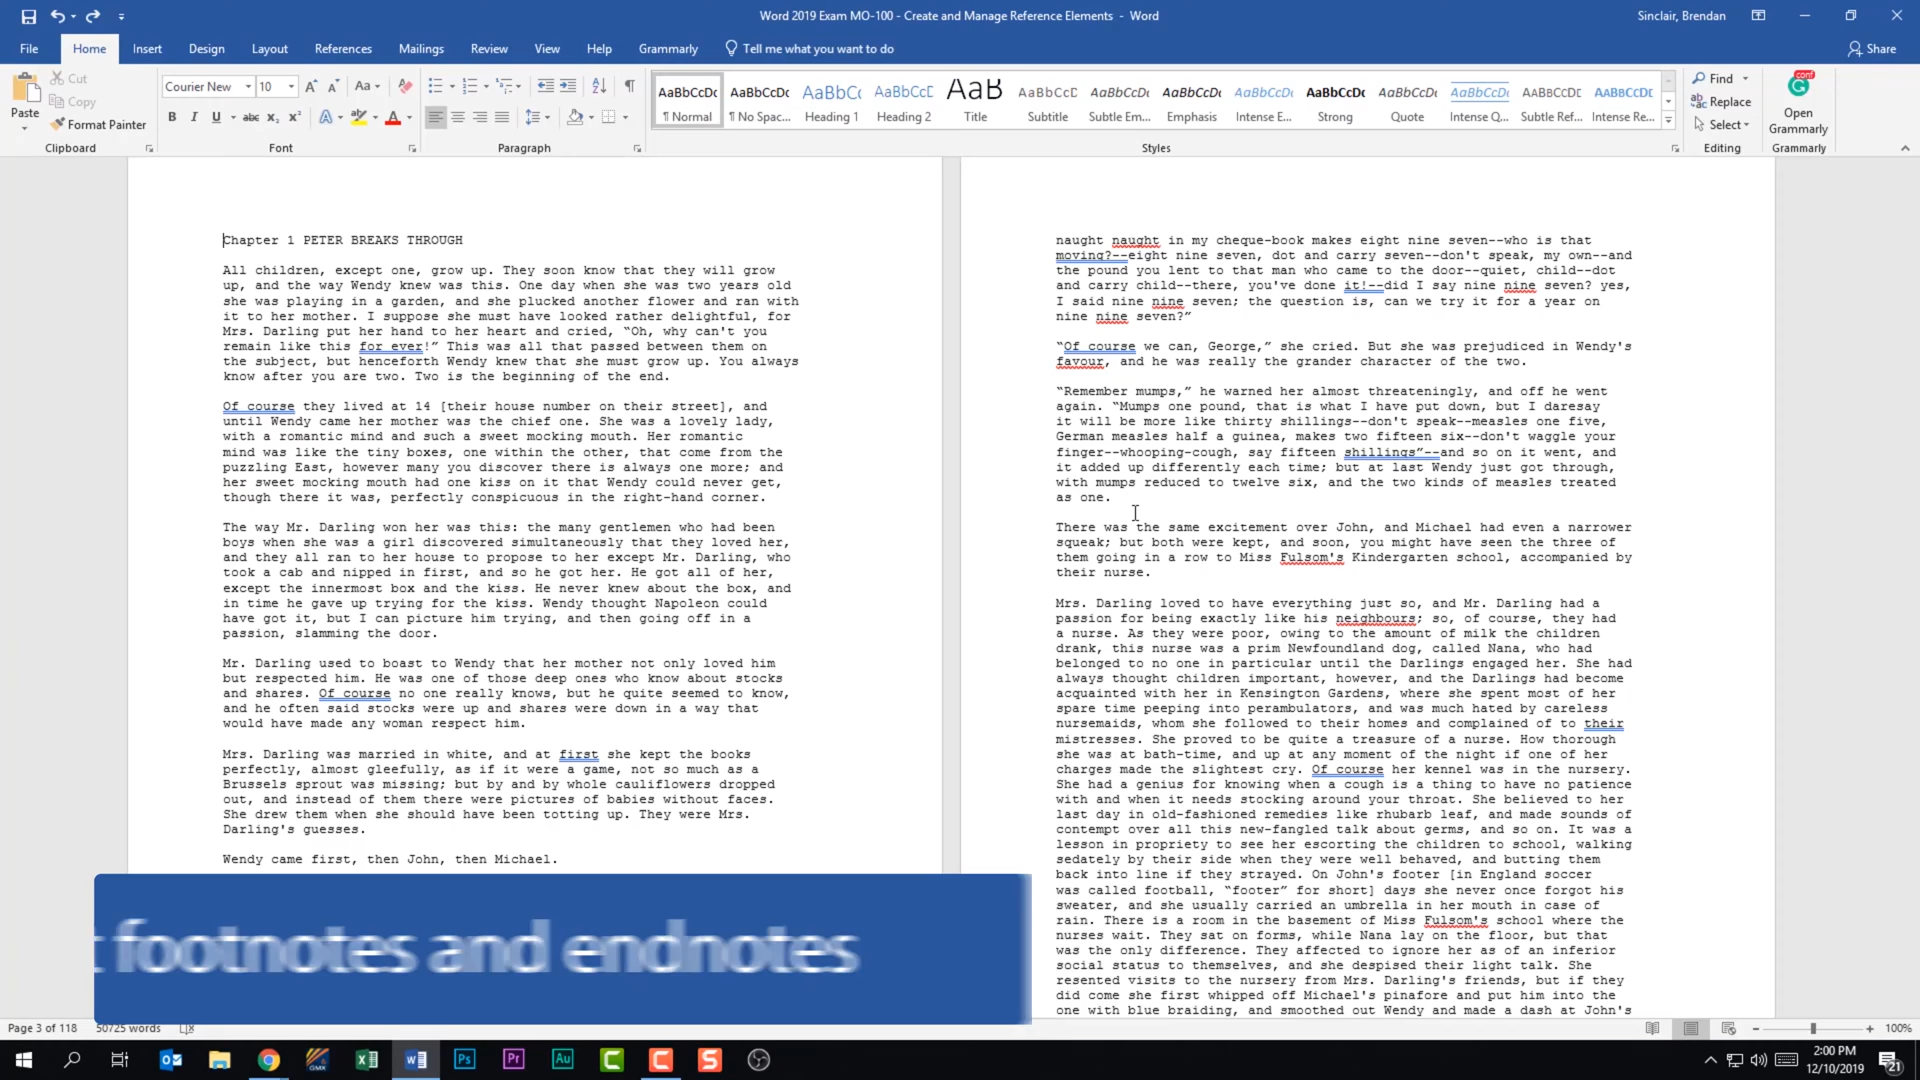 Word 2019 Exam MO-100 - Create and Manage Reference Elements - Word
Sinclair, Brendan
File Home Insert Design Layout References Mailings Review View Help Grammarly Tell me what you want to do Share
Paste
Cut
Copy
Format Painter
Clipboard
Courier New 10
Font
Paragraph
AaBbCcDc AaBbCcDc AaBbCc AaBbCcE AaB AaBbCcD AaBbCcDc AaBbCcDc AaBbCcDc AaBbCcDc AaBbCcDc AaBbCcDc AABBCCDE AABBCCDE
¶ Normal ¶ No Spac... Heading 1 Heading 2 Title Subtitle Subtle Em... Emphasis Intense E... Strong Quote Intense Q... Subtle Ref... Intense Re...
Styles
Find
Replace
Select
Editing
conf
Open
Grammarly
Grammarly
Chapter 1 PETER BREAKS THROUGH
All children, except one, grow up. They soon know that they will grow
up, and the way Wendy knew was this. One day when she was two years old
she was playing in a garden, and she plucked another flower and ran with
it to her mother. I suppose she must have looked rather delightful, for
Mrs. Darling put her hand to her heart and cried, “Oh, why can't you
remain like this for ever!” This was all that passed between them on
the subject, but henceforth Wendy knew that she must grow up. You always
know after you are two. Two is the beginning of the end.
Of course they lived at 14 [their house number on their street], and
until Wendy came her mother was the chief one. She was a lovely lady,
with a romantic mind and such a sweet mocking mouth. Her romantic
mind was like the tiny boxes, one within the other, that come from the
puzzling East, however many you discover there is always one more; and
her sweet mocking mouth had one kiss on it that Wendy could never get,
though there it was, perfectly conspicuous in the right-hand corner.
The way Mr. Darling won her was this: the many gentlemen who had been
boys when she was a girl discovered simultaneously that they loved her,
and they all ran to her house to propose to her except Mr. Darling, who
took a cab and nipped in first, and so he got her. He got all of her,
except the innermost box and the kiss. He never knew about the box, and
in time he gave up trying for the kiss. Wendy thought Napoleon could
have got it, but I can picture him trying, and then going off in a
passion, slamming the door.
Mr. Darling used to boast to Wendy that her mother not only loved him
but respected him. He was one of those deep ones who know about stocks
and shares. Of course no one really knows, but he quite seemed to know,
and he often said stocks were up and shares were down in a way that
would have made any woman respect him.
Mrs. Darling was married in white, and at first she kept the books
perfectly, almost gleefully, as if it were a game, not so much as a
Brussels sprout was missing; but by and by whole cauliflowers dropped
out, and instead of them there were pictures of babies without faces.
She drew them when she should have been totting up. They were Mrs.
Darling's guesses.
Wendy came first, then John, then Michael.
naught naught in my cheque-book makes eight nine seven--who is that
moving?--eight nine seven, dot and carry seven--don't speak, my own--and
the pound you lent to that man who came to the door--quiet, child--dot
and carry child--there, you've done it!--did I say nine nine seven? yes,
I said nine nine seven; the question is, can we try it for a year on
nine nine seven?”
“Of course we can, George,” she cried. But she was prejudiced in Wendy's
favour, and he was really the grander character of the two.
“Remember mumps,” he warned her almost threateningly, and off he went
again. “Mumps one pound, that is what I have put down, but I daresay
it will be more like thirty shillings--don't speak--measles one five,
German measles half a guinea, makes two fifteen six--don't waggle your
finger--whooping-cough, say fifteen shillings”--and so on it went, and
it added up differently each time; but at last Wendy just got through,
with mumps reduced to twelve six, and the two kinds of measles treated
as one.
There was the same excitement over John, and Michael had even a narrower
squeak; but both were kept, and soon, you might have seen the three of
them going in a row to Miss Fulsom's Kindergarten school, accompanied by
their nurse.
Mrs. Darling loved to have everything just so, and Mr. Darling had a
passion for being exactly like his neighbours; so, of course, they had
a nurse. As they were poor, owing to the amount of milk the children
drank, this nurse was a prim Newfoundland dog, called Nana, who had
belonged to no one in particular until the Darlings engaged her. She had
always thought children important, however, and the Darlings had become
acquainted with her in Kensington Gardens, where she spent most of her
spare time peeping into perambulators, and was much hated by careless
nursemaids, whom she followed to their homes and complained of to their
mistresses. She proved to be quite a treasure of a nurse. How thorough
she was at bath-time, and up at any moment of the night if one of her
charges made the slightest cry. Of course her kennel was in the nursery.
She had a genius for knowing when a cough is a thing to have no patience
with and when it needs stocking around your throat. She believed to her
last day in old-fashioned remedies like rhubarb leaf, and made sounds of
contempt over all this new-fangled talk about germs, and so on. It was a
lesson in propriety to see her escorting the children to school, walking
sedately by their side when they were well behaved, and butting them
back into line if they strayed. On John's footer [in England soccer
was called football, “footer” for short] days she never once forgot his
sweater, and she usually carried an umbrella in her mouth in case of
rain. There is a room in the basement of Miss Fulsom's school where the
nurses wait. They sat on forms, while Nana lay on the floor, but that
was the only difference. They affected to ignore her as of an inferior
social status to themselves, and she despised their light talk. She
resented visits to the nursery from Mrs. Darling's friends, but if they
did come she first whipped off Michael's pinafore and put him into the
one with blue braiding, and smoothed out Wendy and made a dash at John's
t footnotes and endnotes
Page 3 of 118 50725 words
100%
2:00 PM
12/10/2019
21